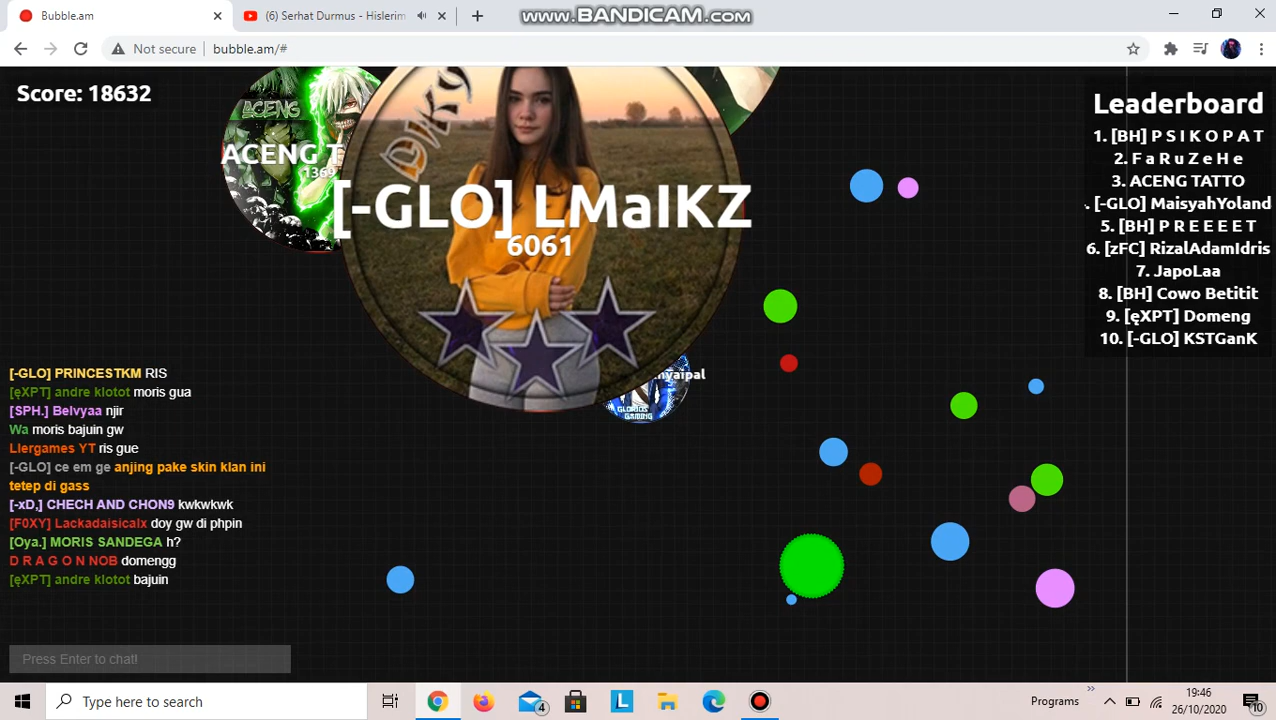 Bubble.am
(6) Serhat Durmus - Hislerim
www.BANDICAM.com
Not secure
bubble.am/#
Score: 18632
ACENG
ACENG T
1369
[-GLO] LMaIKZ
6061
nyaipal
GLORIOS
GAMING
Leaderboard
1. [BH] P S I K O P A T
2. F a R u Z e H e
3. ACENG TATTO
. [-GLO] MaisyahYoland
5. [BH] P R E E E E T
6. [zFC] RizalAdamIdris
7. JapoLaa
8. [BH] Cowo Betitit
9. [ęXPT] Domeng
10. [-GLO] KSTGanK
[-GLO] PRINCESTKM RIS
[ęXPT] andre klotot moris gua
[SPH.] Belvyaa njir
Wa moris bajuin gw
Llergames YT ris gue
[-GLO] ce em ge anjing pake skin klan ini
tetep di gass
[-xD,] CHECH AND CHON9 kwkwkwk
[F0XY] Lackadaisicalx doy gw di phpin
[Oya.] MORIS SANDEGA h?
D R A G O N NOB domengg
[ęXPT] andre klotot bajuin
Press Enter to chat!
Type here to search
4
L
Programs
19:46
26/10/2020
10